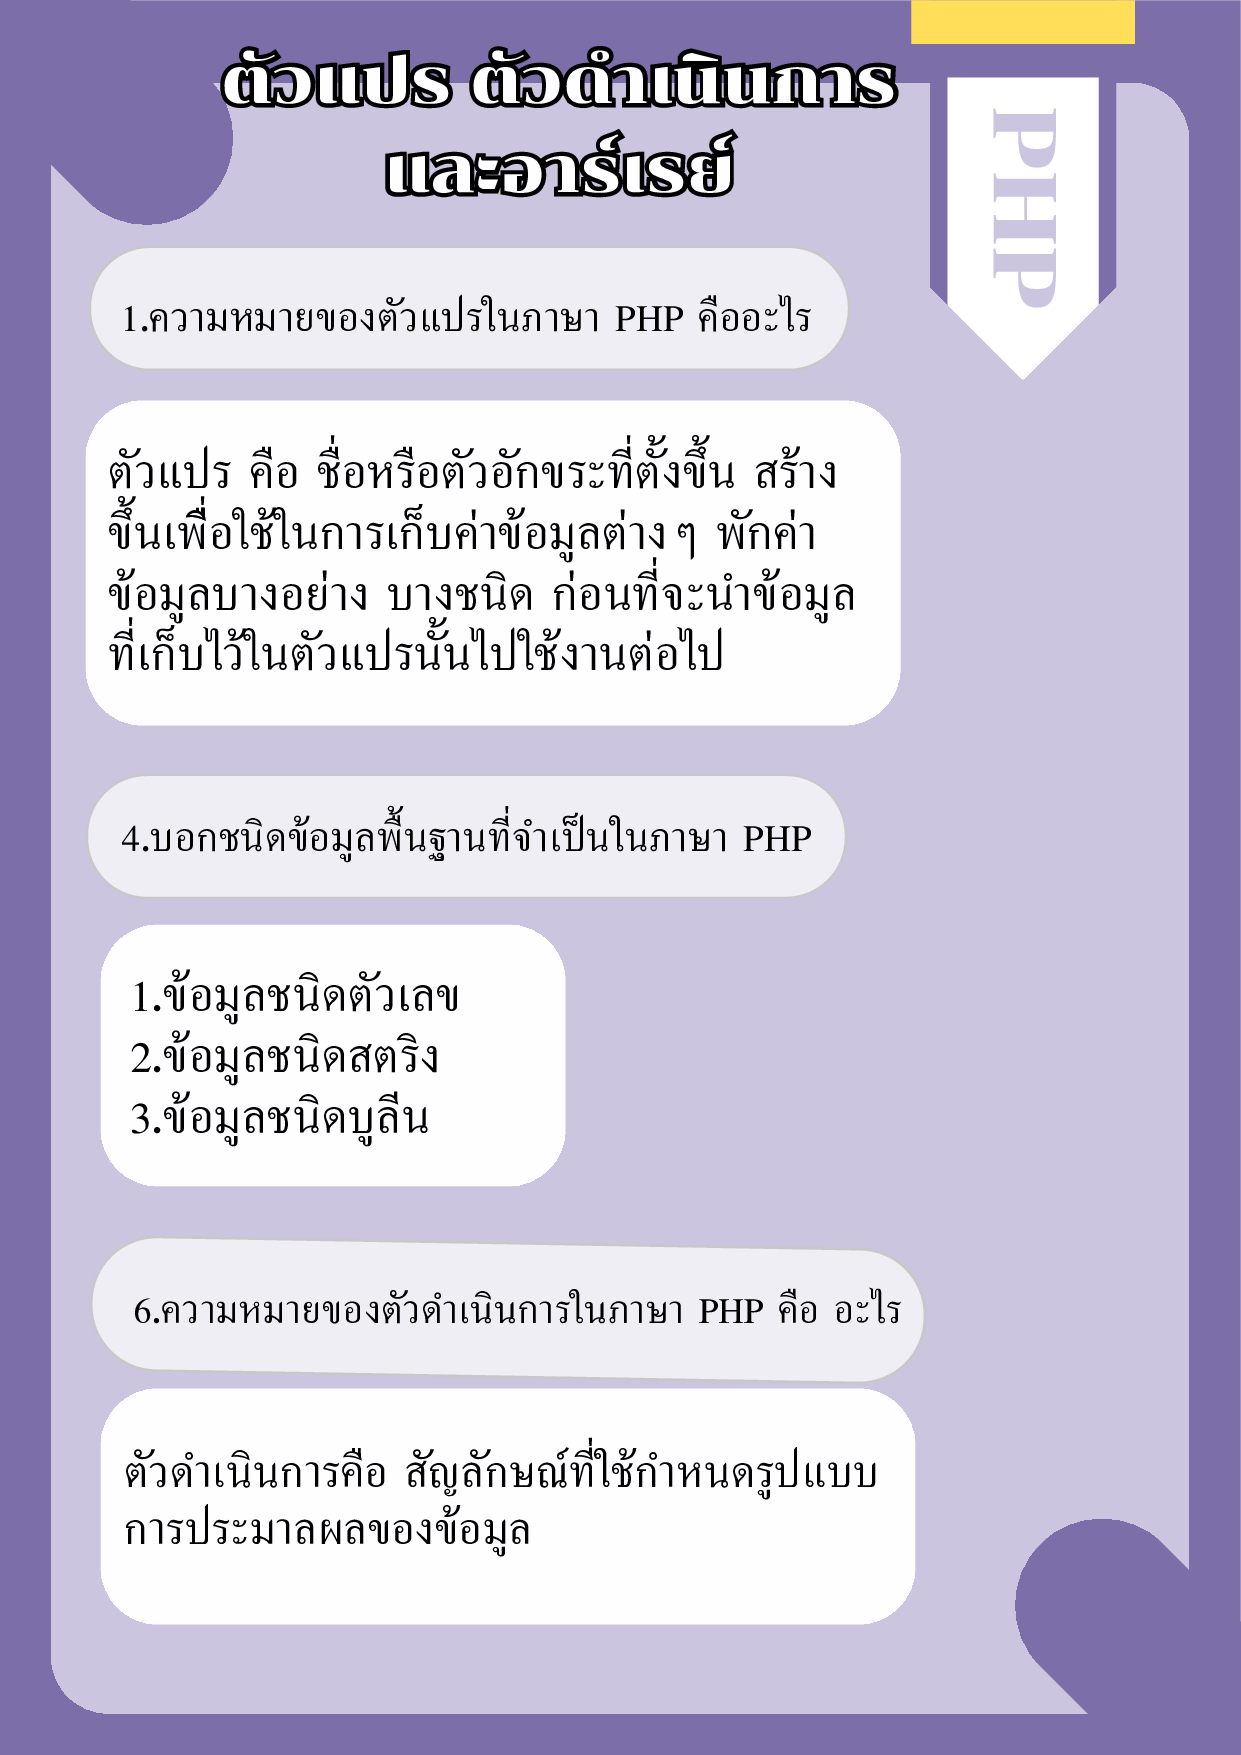 ตัวแปร ตัวดำเนินการ
และอาร์เรย์
PHP
1.ความหมายของตัวแปรในภาษา PHP คืออะไร
ตัวแปร คือ ชื่อหรือตัวอักขระที่ตั้งขึ้น สร้าง
ขึ้นเพื่อใช้ในการเก็บค่าข้อมูลต่าง ๆ พักค่า
ข้อมูลบางอย่าง บางชนิด ก่อนที่จะนำข้อมูล
ที่เก็บไว้ในตัวแปรนั้นไปใช้งานต่อไป
4.บอกชนิดข้อมูลพื้นฐานที่จำเป็นในภาษา PHP
1.ข้อมูลชนิดตัวเลข
2.ข้อมูลชนิดสตริง
3.ข้อมูลชนิดบูลีน
6.ความหมายของตัวดำเนินการในภาษา PHP คือ อะไร
ตัวดำเนินการคือ สัญลักษณ์ที่ใช้กำหนดรูปแบบ
การประมาลผลของข้อมูล